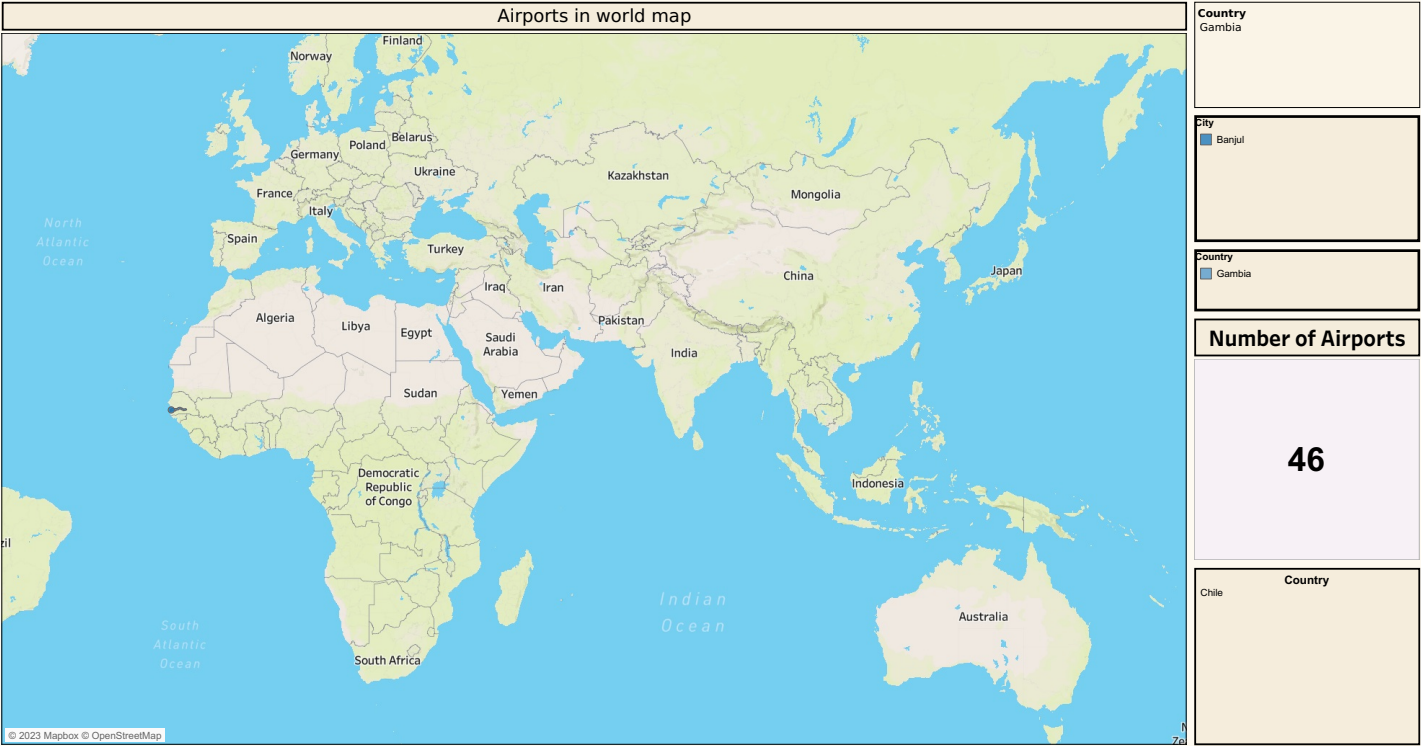 Airports in world map
Finland
Norway
Belarus
Poland
Germany
Ukraine
Kazakhstan
France
Mongolia
Italy
North
Atlantic
Ocean
Spain
Turkey
China
Japan
Iraq
Iran
Algeria
Libya
Egypt
Pakistan
Saudi
Arabia
India
Sudan
Yemen
Democratic
Republic
of Congo
Indonesia
zil
Indian
Ocean
Australia
South
Atlantic
Ocean
South Africa
N
Ze
© 2023 Mapbox © OpenStreetMap
Country
Gambia
City
Banjul
Country
Gambia
Number of Airports
46
Country
Chile